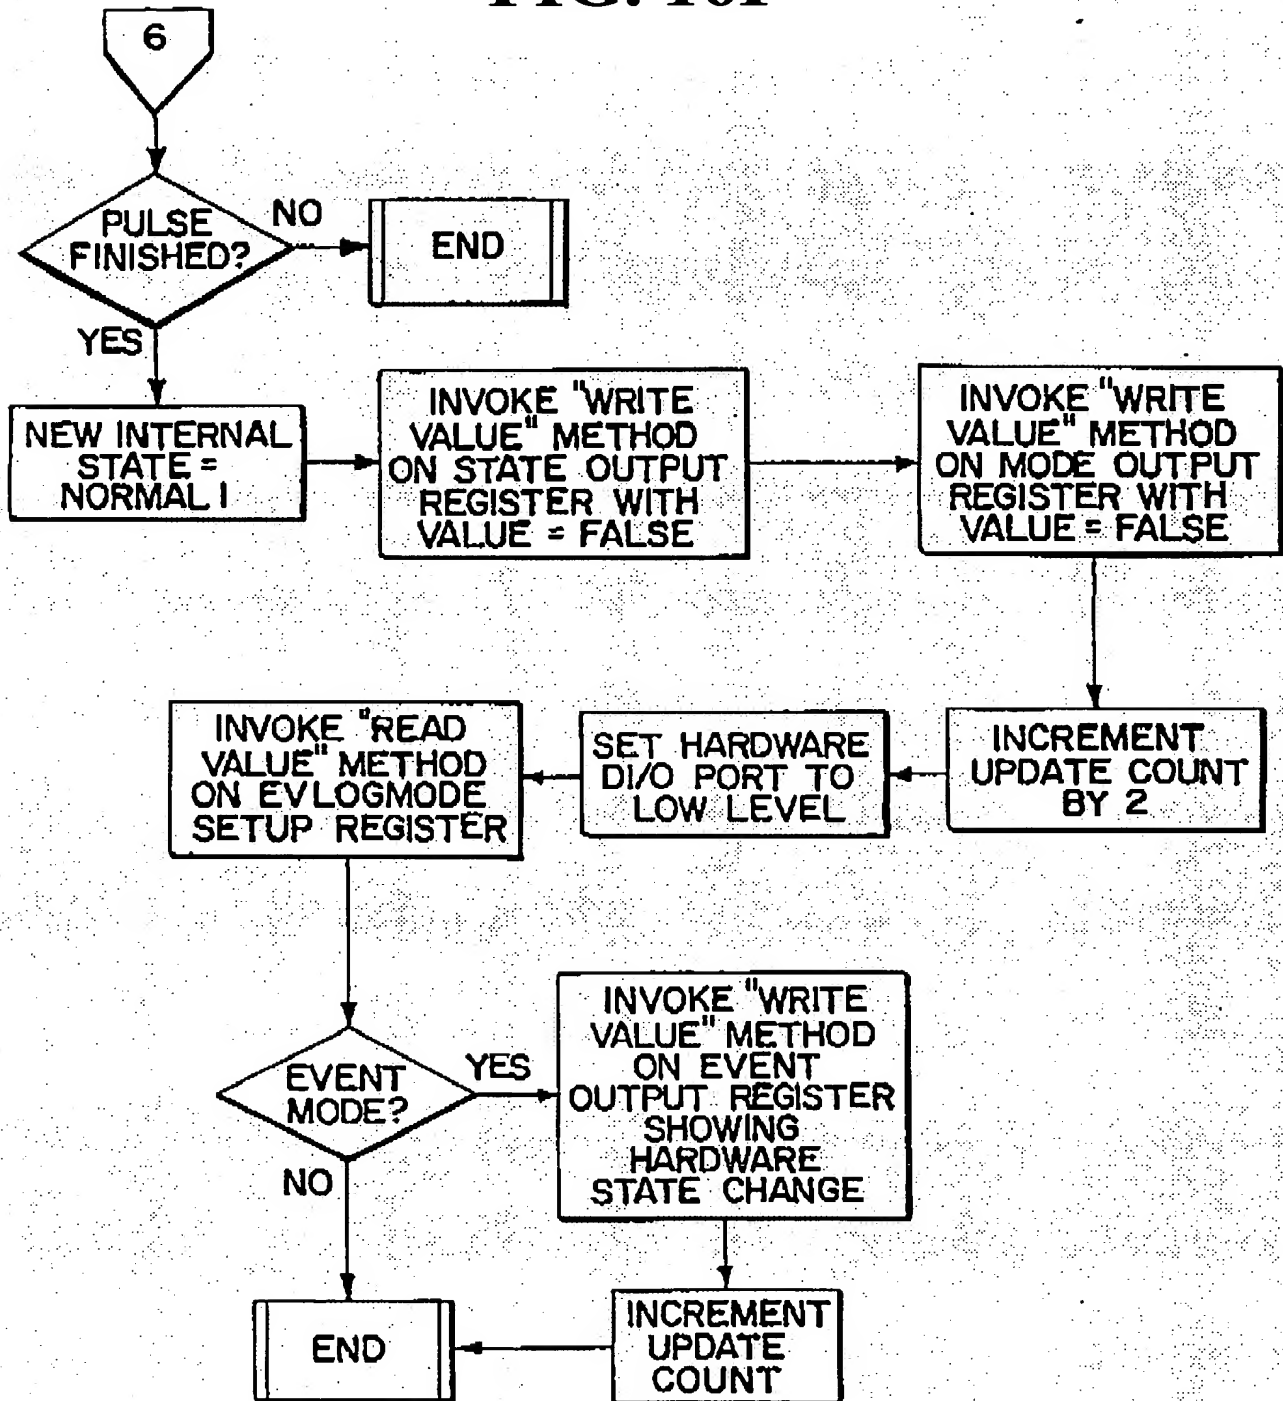 6
PULSE
FINISHED?
NO
END
YES
NEW INTERNAL
STATE =
NORMAL 1
INVOKE "WRITE
VALUE" METHOD
ON STATE OUTPUT
REGISTER WITH
VALUE = FALSE
INVOKE "WRITE
VALUE" METHOD
ON MODE OUTPUT
REGISTER WITH
VALUE = FALSE
INCREMENT
UPDATE COUNT
BY 2
SET HARDWARE
DI/O PORT TO
LOW LEVEL
INVOKE "READ
VALUE" METHOD
ON EVLOGMODE
SETUP REGISTER
EVENT
MODE?
YES
INVOKE "WRITE
VALUE" METHOD
ON EVENT
OUTPUT REGISTER
SHOWING
HARDWARE
STATE CHANGE
NO
INCREMENT
UPDATE
COUNT
END